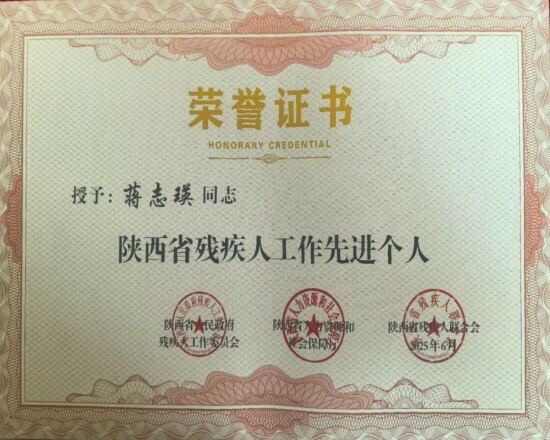 荣誉证书
HONORARY CREDENTIAL
授予：蒋志瑛同志
陕西省残疾人工作先进个人
陕西省人民政府 陕西省人力资源和 陕西省残疾人联合会
残疾人工作委员会 社会保障厅 2025年6月